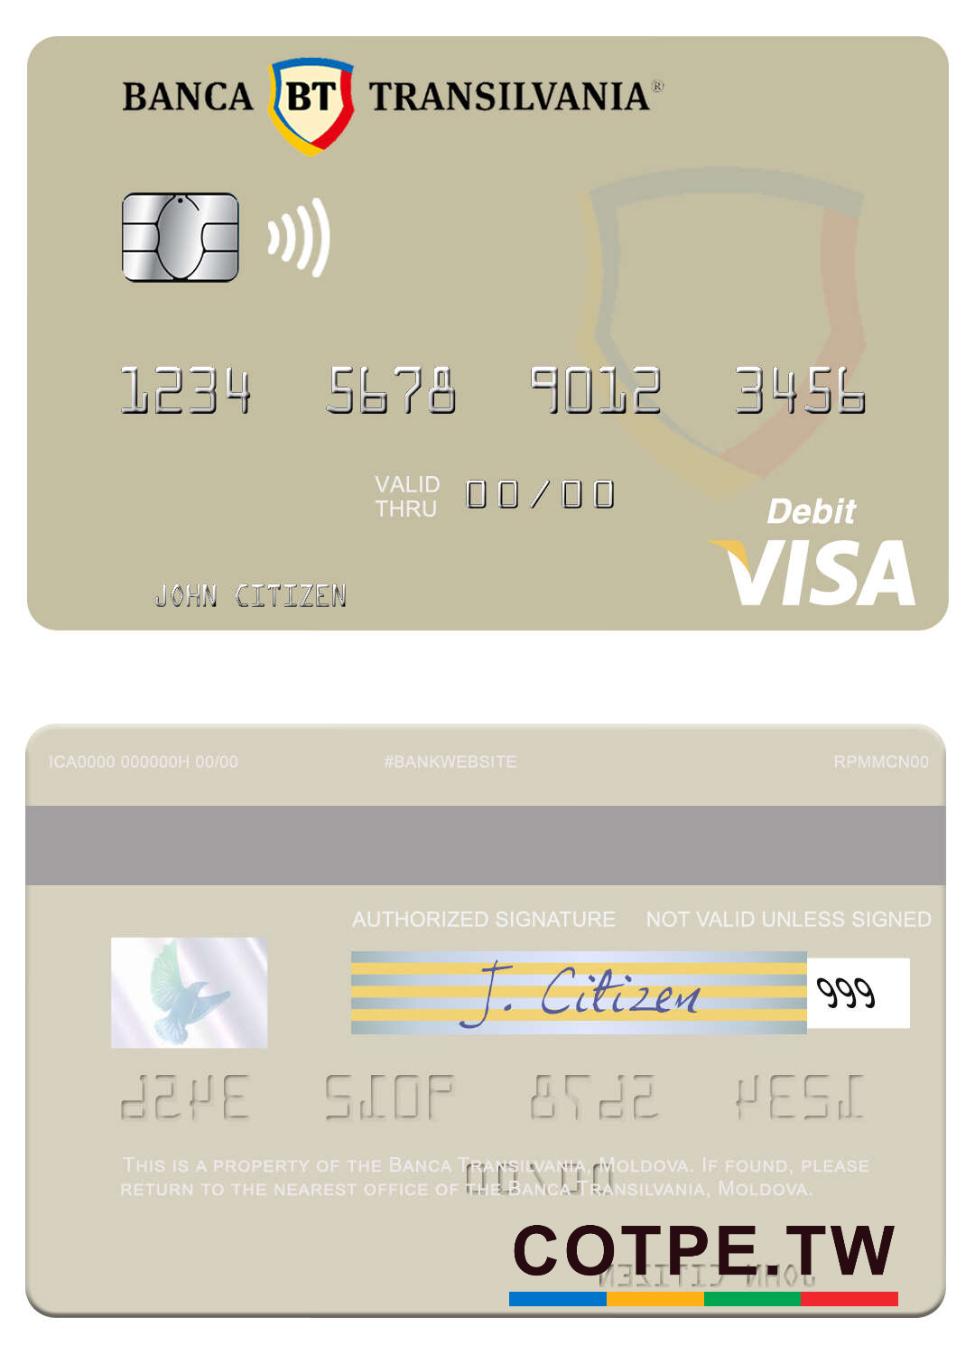 BANCA BT TRANSILVANIA®
1234 5678 9012 3456
VALID THRU 00/00
Debit
VISA
JOHN CITIZEN
ICA0000 000000H 00/00 #BANKWEBSITE RPMMCN00
AUTHORIZED SIGNATURE NOT VALID UNLESS SIGNED
J. Citizen 999
THIS IS A PROPERTY OF THE BANCA TRANSILVANIA, MOLDOVA. IF FOUND, PLEASE
RETURN TO THE NEAREST OFFICE OF THE BANCA TRANSILVANIA, MOLDOVA.
COTPE.TW